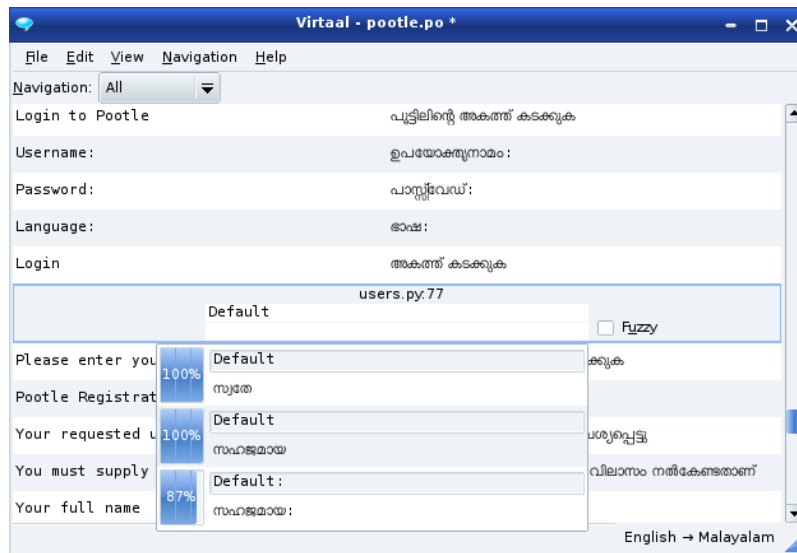 Virtaal - pootle.po *
File Edit View Navigation Help
Navigation: All
Login to Pootle പൂട്ടിലിന്റെ അകത്ത് കടക്കുക
Username: ഉപയോക്തൃനാമം:
Password: പാസ്സ്‌വേഡ്:
Language: ഭാഷ:
Login അകത്ത് കടക്കുക
users.py:77
Default
Fuzzy
Please enter you
100% Default
സ്വതേ
Pootle Registrat
100% Default
സഹജമായ
Your requested u
You must supply വിലാസം നല്‍കേണ്ടതാണ്
87% Default:
സഹജമായ:
Your full name
English → Malayalam